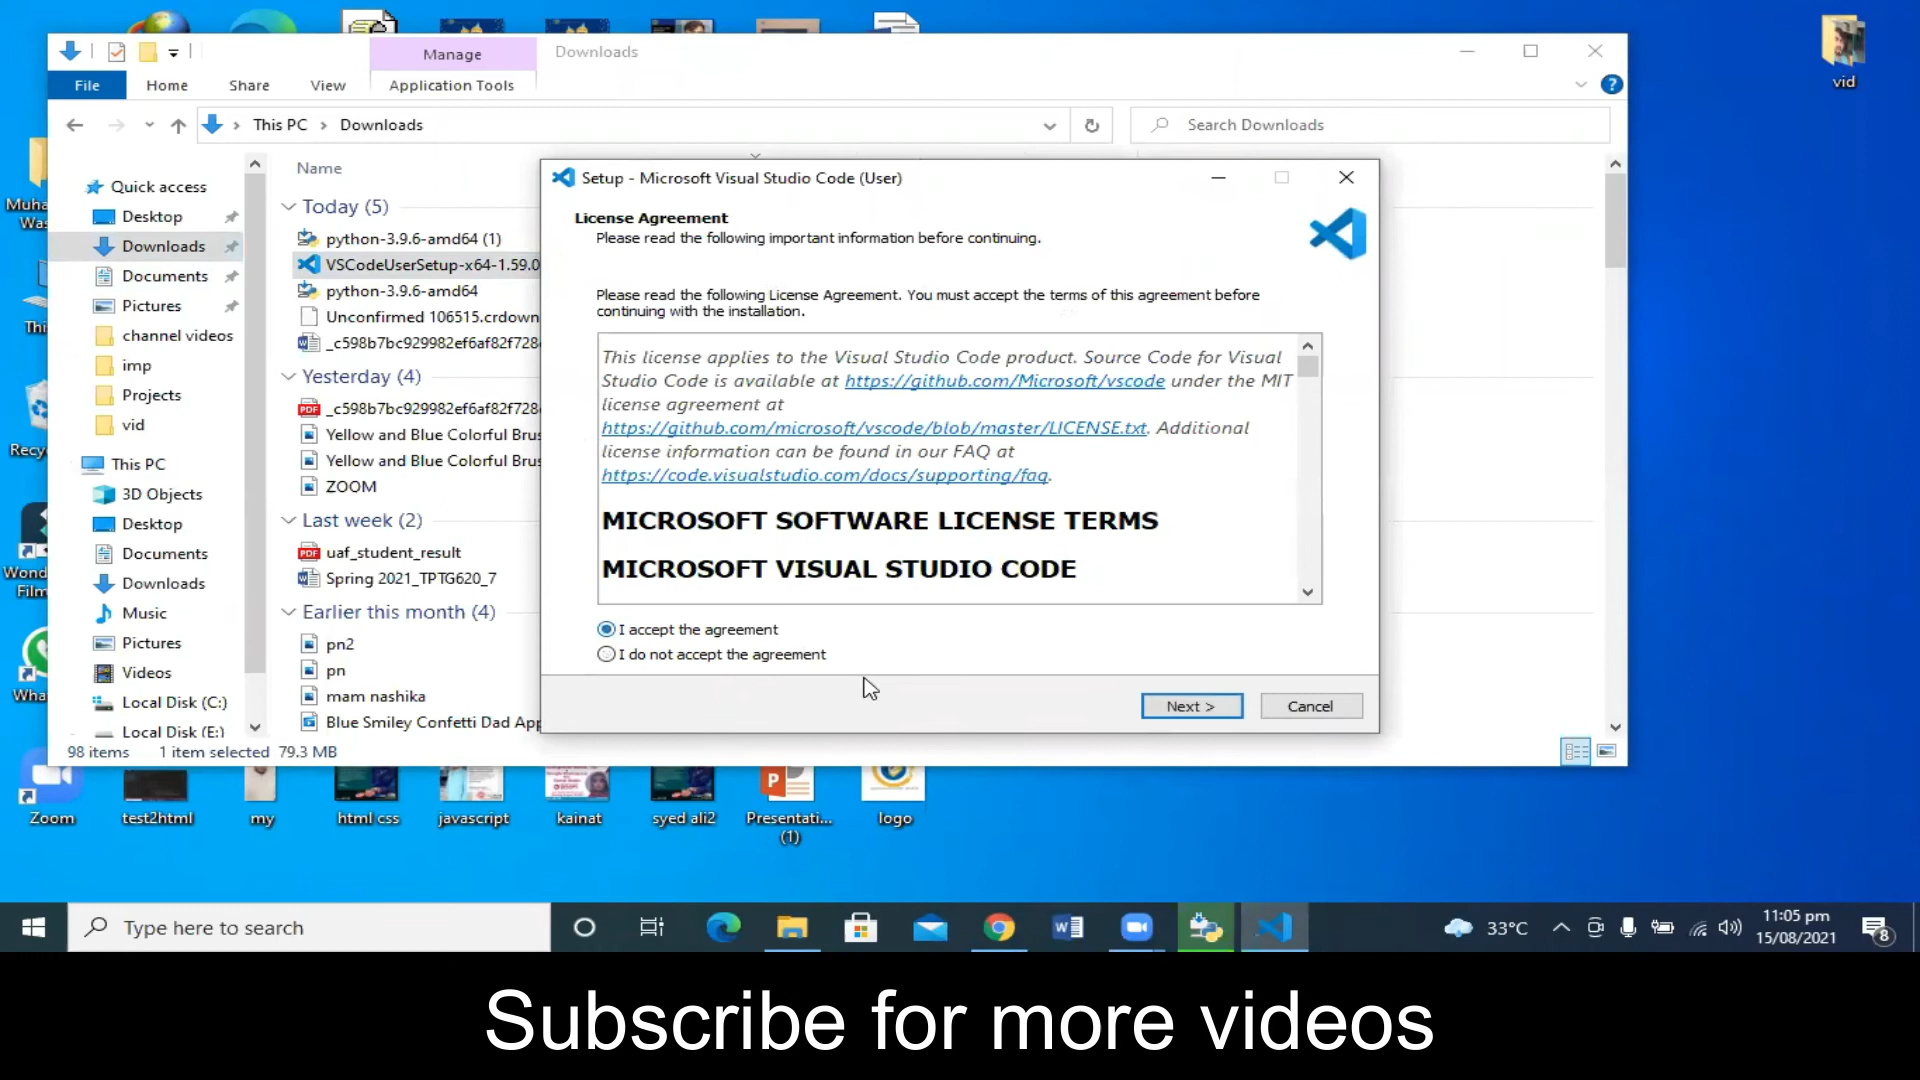 vid
Manage
Downloads
File
Home
Share
View
Application Tools
This PC
Downloads
Search Downloads
Quick access
Desktop
Downloads
Documents
Pictures
channel videos
imp
Projects
vid
This PC
3D Objects
Desktop
Documents
Downloads
Music
Pictures
Videos
Local Disk (C:)
Local Disk (E:)
Name
Today (5)
python-3.9.6-amd64 (1)
VSCodeUserSetup-x64-1.59.0
python-3.9.6-amd64
Unconfirmed 106515.crdown
_c598b7bc929982ef6af82f728
Yesterday (4)
_c598b7bc929982ef6af82f728
Yellow and Blue Colorful Brus
Yellow and Blue Colorful Brus
ZOOM
Last week (2)
uaf_student_result
Spring 2021_TPTG620_7
Earlier this month (4)
pn2
pn
mam nashika
Blue Smiley Confetti Dad App
98 items
1 item selected
79.3 MB
Setup - Microsoft Visual Studio Code (User)
License Agreement
Please read the following important information before continuing.
Please read the following License Agreement. You must accept the terms of this agreement before
continuing with the installation.
This license applies to the Visual Studio Code product. Source Code for Visual
Studio Code is available at https://github.com/Microsoft/vscode under the MIT
license agreement at
https://github.com/microsoft/vscode/blob/master/LICENSE.txt. Additional
license information can be found in our FAQ at
https://code.visualstudio.com/docs/supporting/faq.
MICROSOFT SOFTWARE LICENSE TERMS
MICROSOFT VISUAL STUDIO CODE
I accept the agreement
I do not accept the agreement
Next >
Cancel
Muha
Was
Thi
Recy
Wond
Film
Wha
Zoom
test2html
my
html css
javascript
kainat
syed ali2
Presentati...
(1)
logo
Type here to search
33°C
11:05 pm
15/08/2021
8
Subscribe for more videos